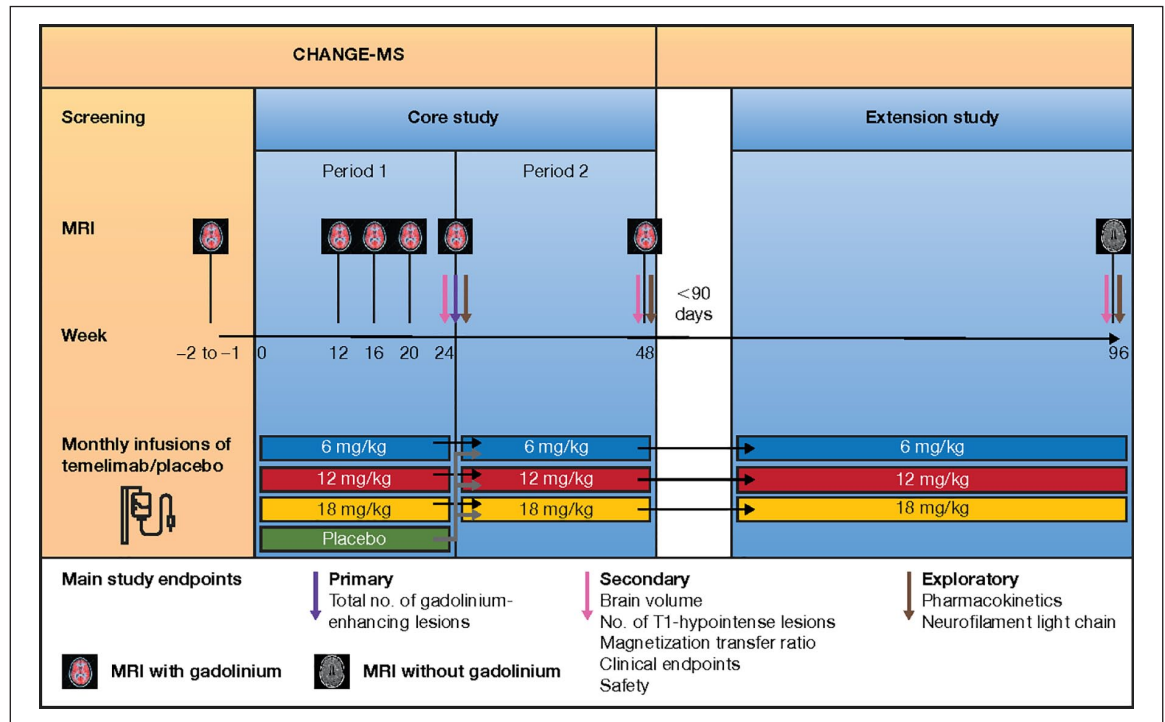 CHANGE-MS
Screening
Core study
Extension study
Period 1
Period 2
MRI
<90
days
Week
−2 to −1
0
12
16
20
24
48
96
Monthly infusions of
temelimab/placebo
6 mg/kg
6 mg/kg
6 mg/kg
12 mg/kg
12 mg/kg
12 mg/kg
18 mg/kg
18 mg/kg
18 mg/kg
Placebo
Main study endpoints
Primary
Total no. of gadolinium-
enhancing lesions
Secondary
Brain volume
No. of T1-hypointense lesions
Magnetization transfer ratio
Clinical endpoints
Safety
Exploratory
Pharmacokinetics
Neurofilament light chain
MRI with gadolinium
MRI without gadolinium